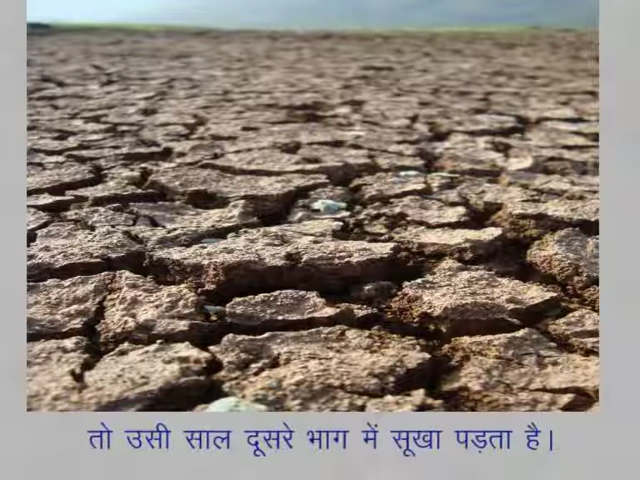 तो उसी साल दूसरे भाग में सूखा पड़ता है।